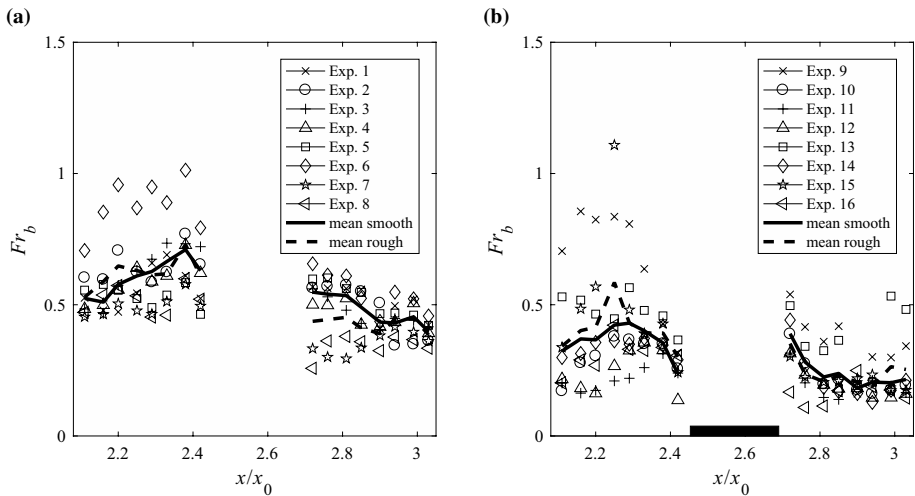 (a)
1.5
1
0.5
0
Fr_b
2.2
2.4
2.6
2.8
3
x/x_0
Exp. 1
Exp. 2
Exp. 3
Exp. 4
Exp. 5
Exp. 6
Exp. 7
Exp. 8
mean smooth
mean rough
(b)
1.5
1
0.5
0
Fr_b
2.2
2.4
2.6
2.8
3
x/x_0
Exp. 9
Exp. 10
Exp. 11
Exp. 12
Exp. 13
Exp. 14
Exp. 15
Exp. 16
mean smooth
mean rough